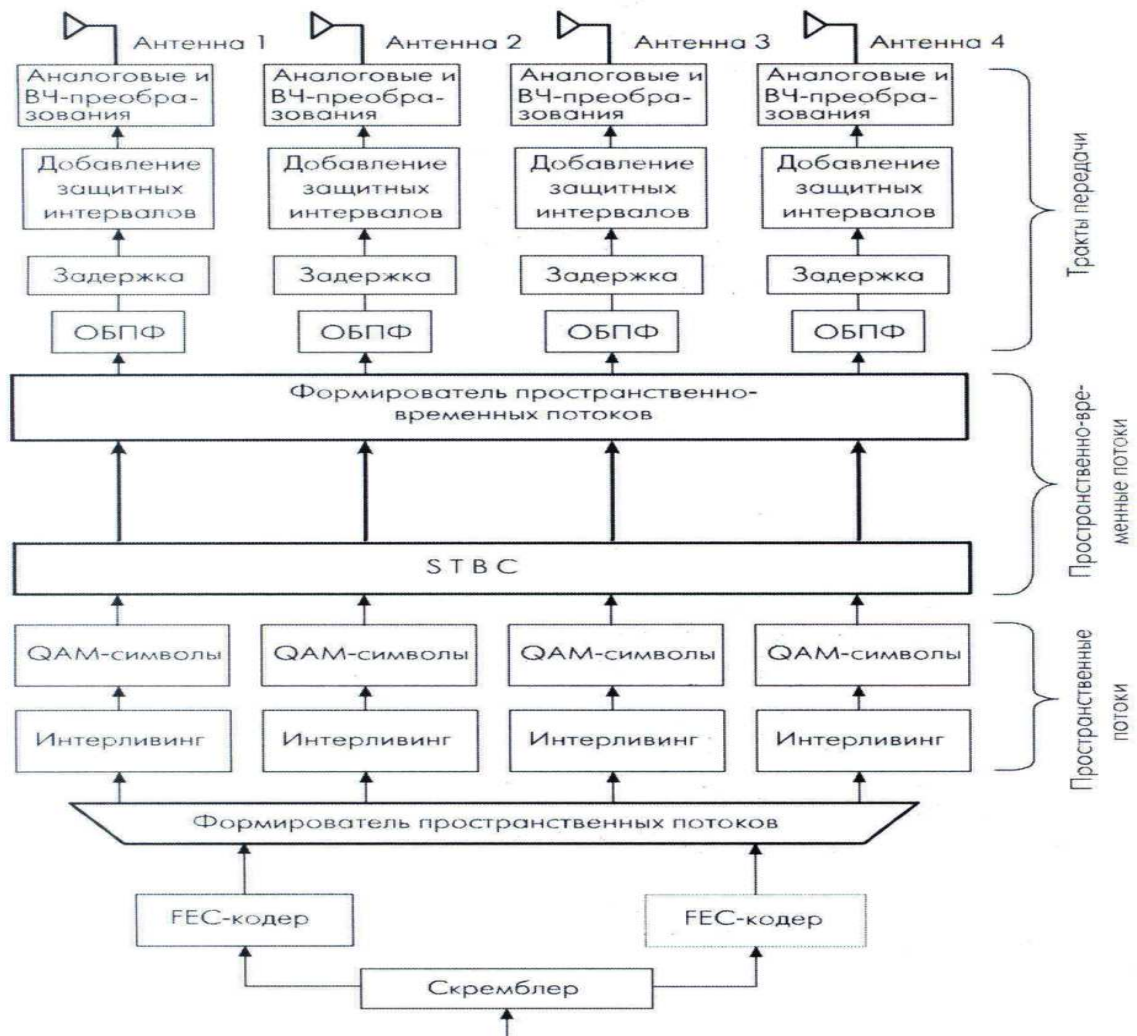 Антенна 1
Антенна 2
Антенна 3
Антенна 4
Аналоговые и
ВЧ-преобра-
зования
Аналоговые и
ВЧ-преобра-
зования
Аналоговые и
ВЧ-преобра-
зования
Аналоговые и
ВЧ-преобра-
зования
Добавление
защитных
интервалов
Добавление
защитных
интервалов
Добавление
защитных
интервалов
Добавление
защитных
интервалов
Задержка
Задержка
Задержка
Задержка
ОБПФ
ОБПФ
ОБПФ
ОБПФ
Тракты передачи
Формирователь пространственно-
временных потоков
STBC
Пространственно-вре-
менные потоки
QAM-символы
QAM-символы
QAM-символы
QAM-символы
Интерливинг
Интерливинг
Интерливинг
Интерливинг
Пространственные
потоки
Формирователь пространственных потоков
FEC-кодер
FEC-кодер
Скремблер